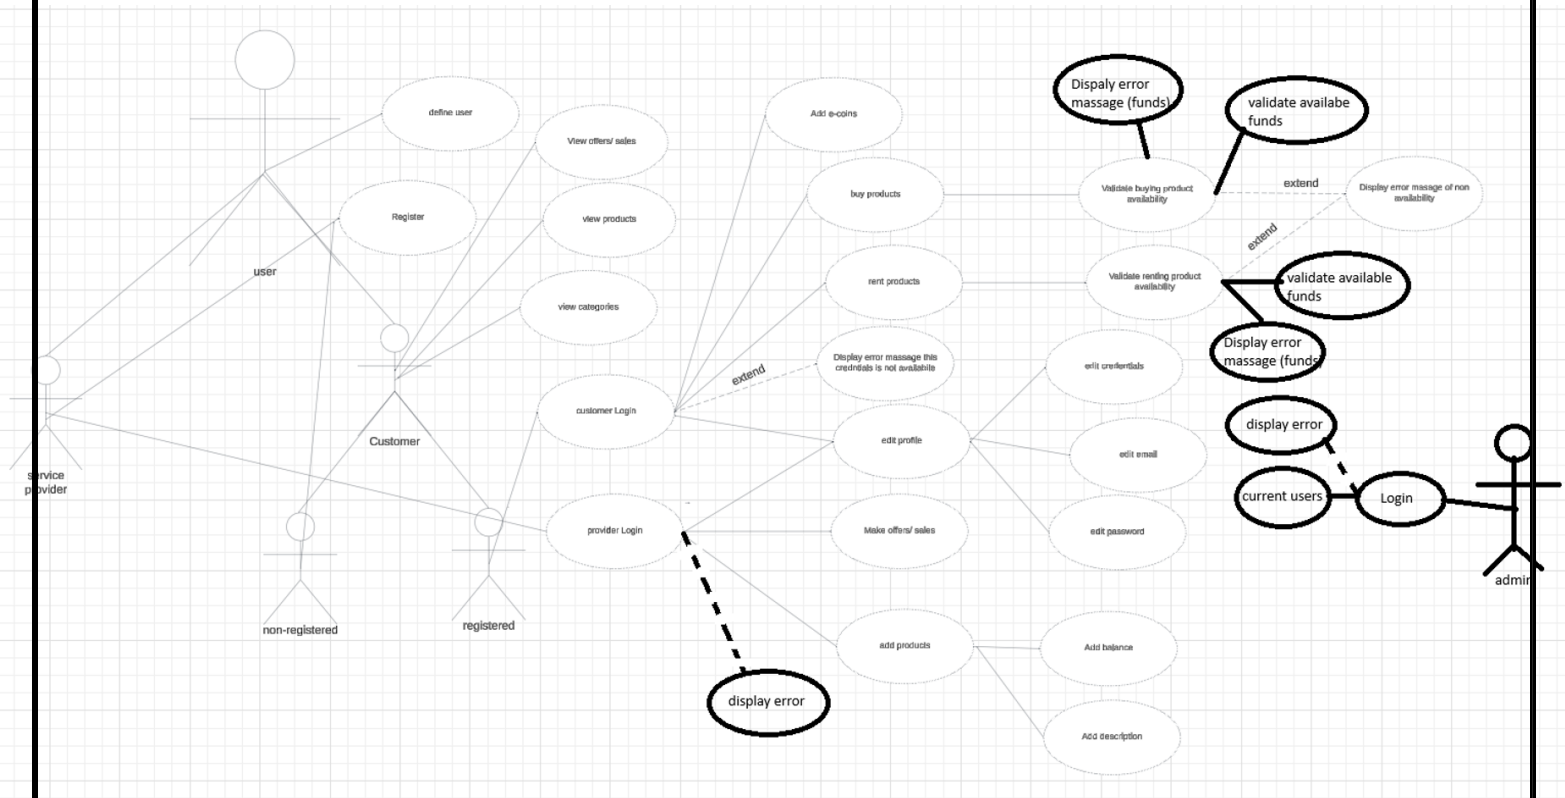 define user
View offers/ sales
Add e-coins
Dispaly error
massage (funds)
validate availabe
funds
Register
view products
buy products
Validate buying product
availability
extend
Display error masage of non
availability
user
view categories
rent products
Validate renting product
availability
extend
validate available
funds
Display error
massage (funds)
Display error massage this
credntials is not availabile
extend
edit credentials
customer Login
Customer
edit profile
edit email
display error
service
provider
current users
Login
provider Login
Make offers/ sales
edit password
admin
non-registered
registered
add products
Add balance
display error
Add description